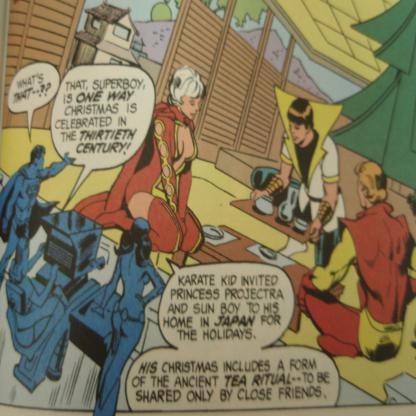 WHAT'S
THAT--??
THAT, SUPERBOY,
IS ONE WAY
CHRISTMAS IS
CELEBRATED IN
THE THIRTIETH
CENTURY!
KARATE KID INVITED
PRINCESS PROJECTRA
AND SUN BOY TO HIS
HOME IN JAPAN FOR
THE HOLIDAYS.
HIS CHRISTMAS INCLUDES A FORM
OF THE ANCIENT TEA RITUAL--TO BE
SHARED ONLY BY CLOSE FRIENDS.